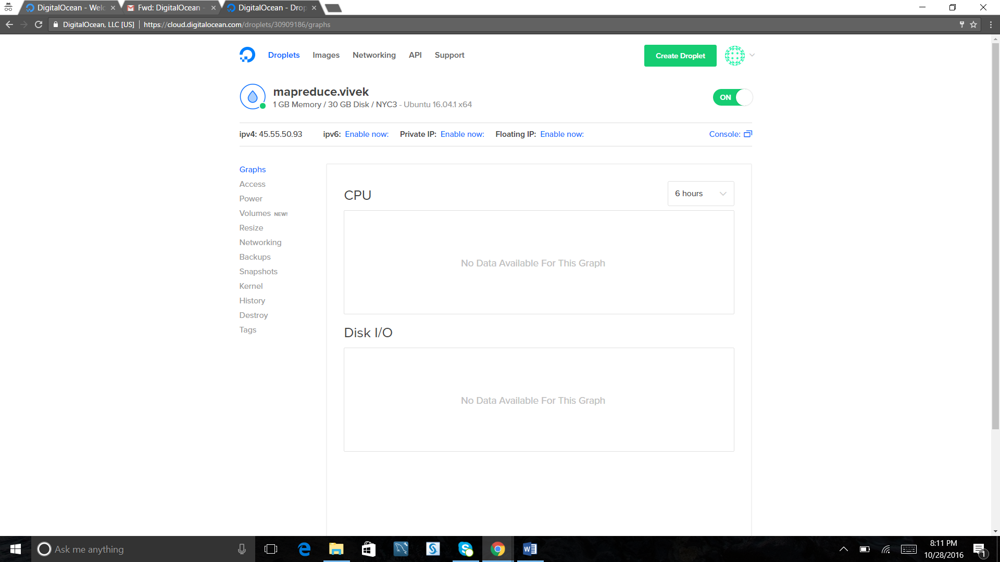 DigitalOcean - Welc
Fwd: DigitalOcean -
DigitalOcean - Drop
DigitalOcean, LLC [US] https://cloud.digitalocean.com/droplets/30909186/graphs
Droplets Images Networking API Support
Create Droplet
mapreduce.vivek
1 GB Memory / 30 GB Disk / NYC3 - Ubuntu 16.04.1 x64
ON
ipv4: 45.55.50.93 ipv6: Enable now: Private IP: Enable now: Floating IP: Enable now: Console:
Graphs
Access
Power
Volumes NEW!
Resize
Networking
Backups
Snapshots
Kernel
History
Destroy
Tags
CPU
6 hours
No Data Available For This Graph
Disk I/O
No Data Available For This Graph
Ask me anything
8:11 PM
10/28/2016
1